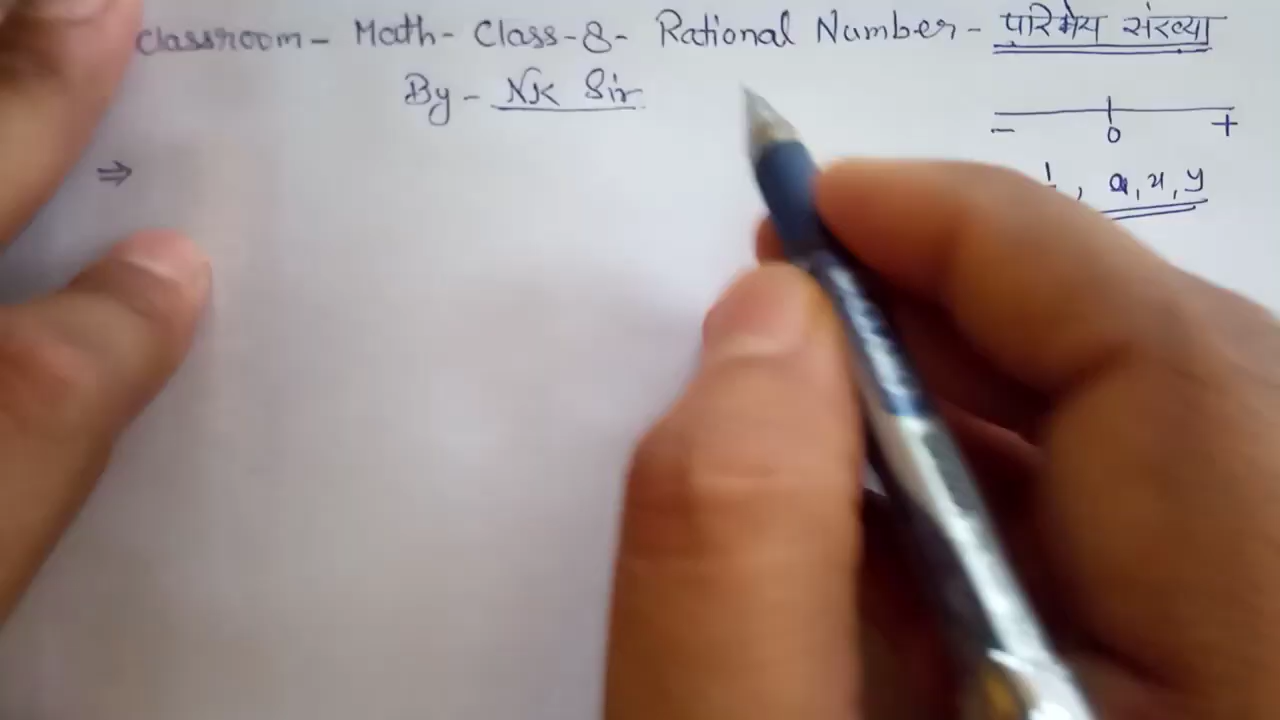 classroom - Math - Class - 8 - Rational Number - परिमेय संख्या
By - NK Sir
- 0 +
⇒
, a, x, y